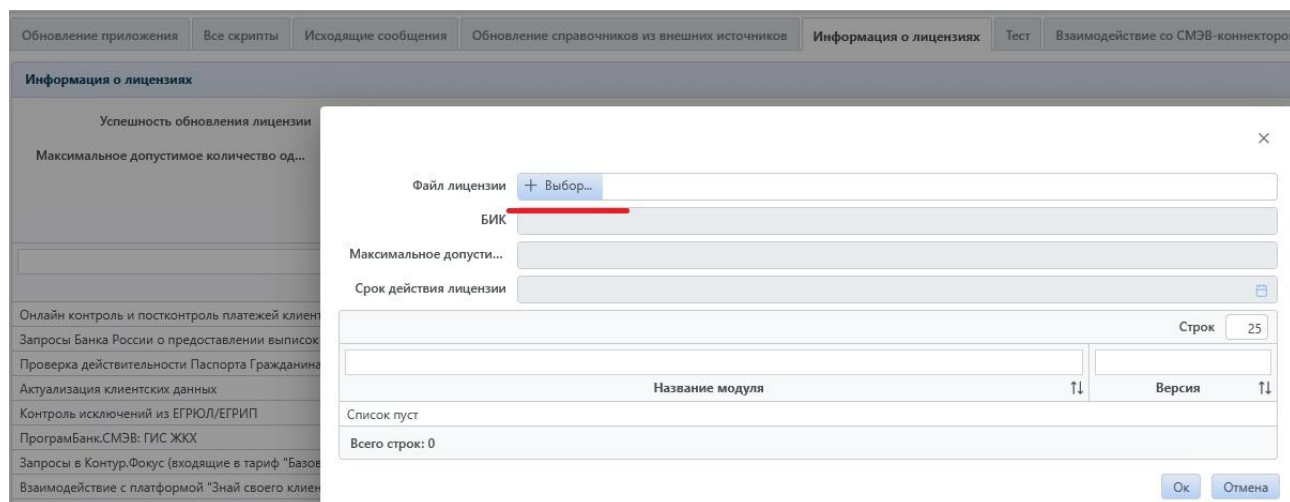 Обновление приложения Все скрипты Исходящие сообщения Обновление справочников из внешних источников Информация о лицензиях Тест Взаимодействие со СМЭВ-коннекторо
Информация о лицензиях
Успешность обновления лицензии
Максимальное допустимое количество од...
Файл лицензии + Выбор...
БИК
Максимальное допусти...
Срок действия лицензии
Строк 25
Название модуля Версия
Список пуст
Всего строк: 0
Ок Отмена
Онлайн контроль и постконтроль платежей клиент
Запросы Банка России о предоставлении выписок
Проверка действительности Паспорта Гражданина
Актуализация клиентских данных
Контроль исключений из ЕГРЮЛ/ЕГРИП
ПрограмБанк.СМЭВ: ГИС ЖКХ
Запросы в Контур.Фокус (входящие в тариф "Базов
Взаимодействие с платформой "Знай своего клиен